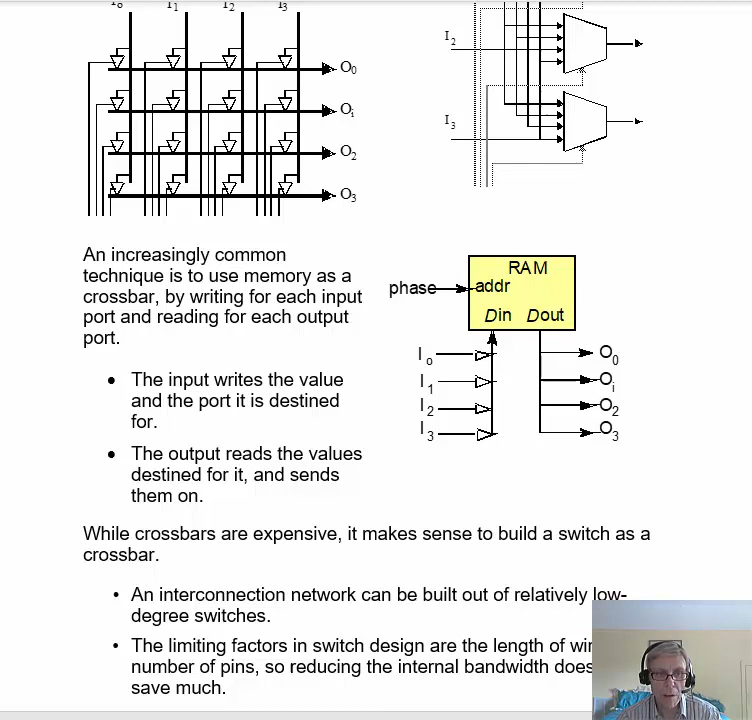 I0 I1 I2 I3
O0
Oi
O2
O3
I2
I3
An increasingly common
technique is to use memory as a
crossbar, by writing for each input
port and reading for each output
port.
• The input writes the value
and the port it is destined
for.
• The output reads the values
destined for it, and sends
them on.
RAM
phase
addr
Din Dout
Io
I1
I2
I3
O0
Oi
O2
O3
While crossbars are expensive, it makes sense to build a switch as a
crossbar.
• An interconnection network can be built out of relatively low-
degree switches.
• The limiting factors in switch design are the length of
number of pins, so reducing the internal bandwidth
save much.